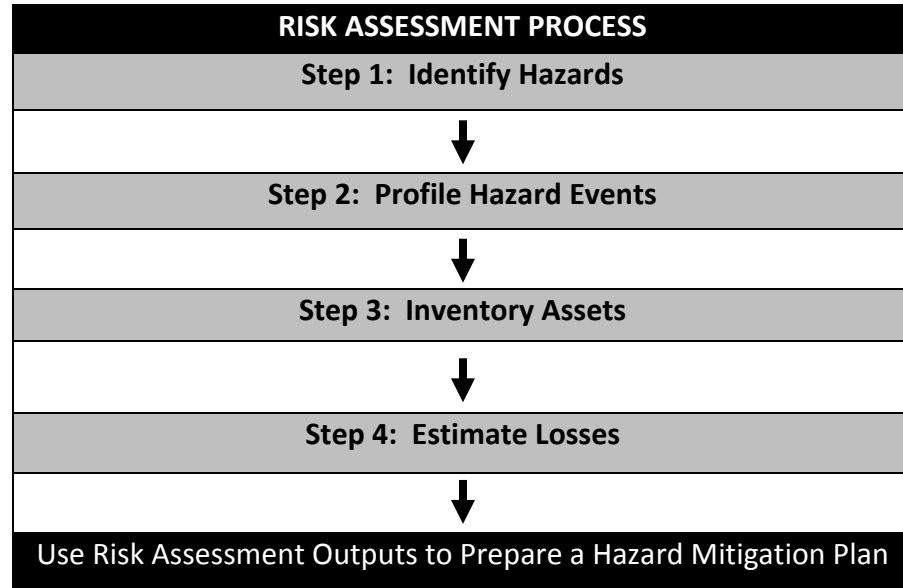 RISK ASSESSMENT PROCESS
Step 1: Identify Hazards
Step 2: Profile Hazard Events
Step 3: Inventory Assets
Step 4: Estimate Losses
Use Risk Assessment Outputs to Prepare a Hazard Mitigation Plan